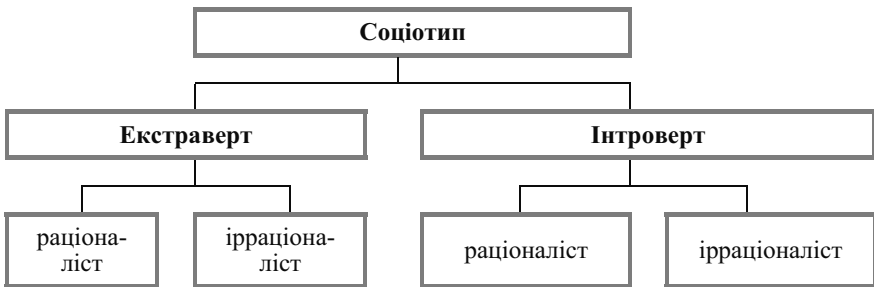 Соціотип
Екстраверт
Інтроверт
раціона-
ліст
ірраціона-
ліст
раціоналіст
ірраціоналіст